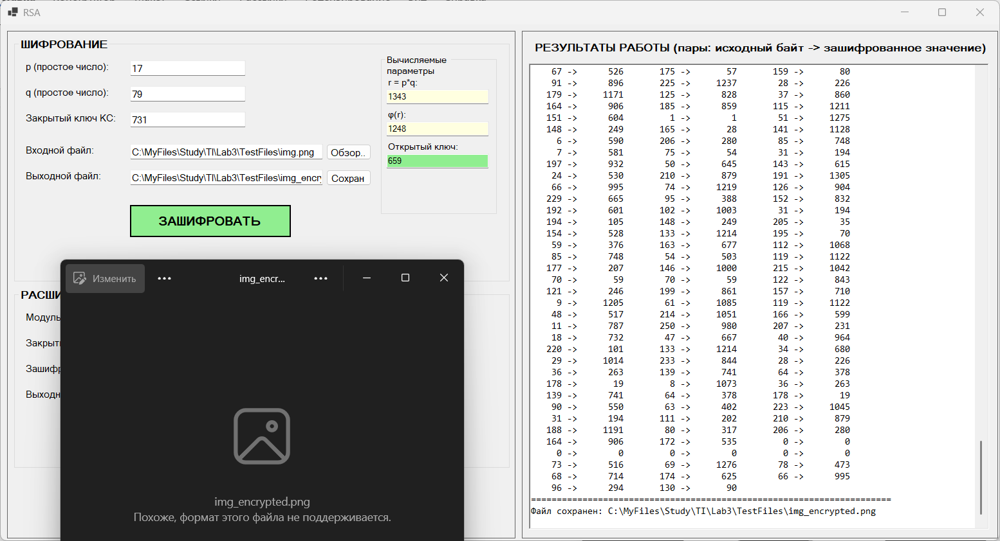 RSA
ШИФРОВАНИЕ
p (простое число): 17
q (простое число): 79
Закрытый ключ KC: 731
Входной файл: C:\MyFiles\Study\TI\Lab3\TestFiles\img.png Обзор..
Выходной файл: C:\MyFiles\Study\TI\Lab3\TestFiles\img_encry Сохран
ЗАШИФРОВАТЬ
Вычисляемые
параметры
r = p*q:
1343
φ(r):
1248
Открытый ключ:
659
РАСШИ
Модуль
Закрыт
Зашифр
Выходн
Изменить ••• img_encr... •••
img_encrypted.png
Похоже, формат этого файла не поддерживается.
РЕЗУЛЬТАТЫ РАБОТЫ (пары: исходный байт -> зашифрованное значение)
67 -> 526 175 -> 57 159 -> 80
91 -> 896 225 -> 1237 28 -> 226
179 -> 1171 125 -> 828 37 -> 860
164 -> 906 185 -> 859 115 -> 1211
151 -> 604 1 -> 1 51 -> 1275
148 -> 249 165 -> 28 141 -> 1128
6 -> 590 206 -> 280 85 -> 748
7 -> 581 75 -> 54 31 -> 194
197 -> 932 50 -> 645 143 -> 615
24 -> 530 210 -> 879 191 -> 1305
66 -> 995 74 -> 1219 126 -> 904
229 -> 665 95 -> 388 152 -> 832
192 -> 601 102 -> 1003 31 -> 194
194 -> 105 148 -> 249 205 -> 35
154 -> 528 133 -> 1214 195 -> 70
59 -> 376 163 -> 677 112 -> 1068
85 -> 748 54 -> 503 119 -> 1122
177 -> 207 146 -> 1000 215 -> 1042
70 -> 59 70 -> 59 122 -> 843
121 -> 246 199 -> 861 157 -> 710
9 -> 1205 61 -> 1085 119 -> 1122
48 -> 517 214 -> 1051 166 -> 599
11 -> 787 250 -> 980 207 -> 231
18 -> 732 47 -> 667 40 -> 964
220 -> 101 133 -> 1214 34 -> 680
29 -> 1014 233 -> 844 28 -> 226
36 -> 263 139 -> 741 64 -> 378
178 -> 19 8 -> 1073 36 -> 263
139 -> 741 64 -> 378 178 -> 19
90 -> 550 63 -> 402 223 -> 1045
31 -> 194 111 -> 202 210 -> 879
188 -> 1191 80 -> 317 206 -> 280
164 -> 906 172 -> 535 0 -> 0
0 -> 0 0 -> 0 0 -> 0
73 -> 516 69 -> 1276 78 -> 473
68 -> 714 174 -> 625 66 -> 995
96 -> 294 130 -> 90
======================================================================
Файл сохранен: C:\MyFiles\Study\TI\Lab3\TestFiles\img_encrypted.png